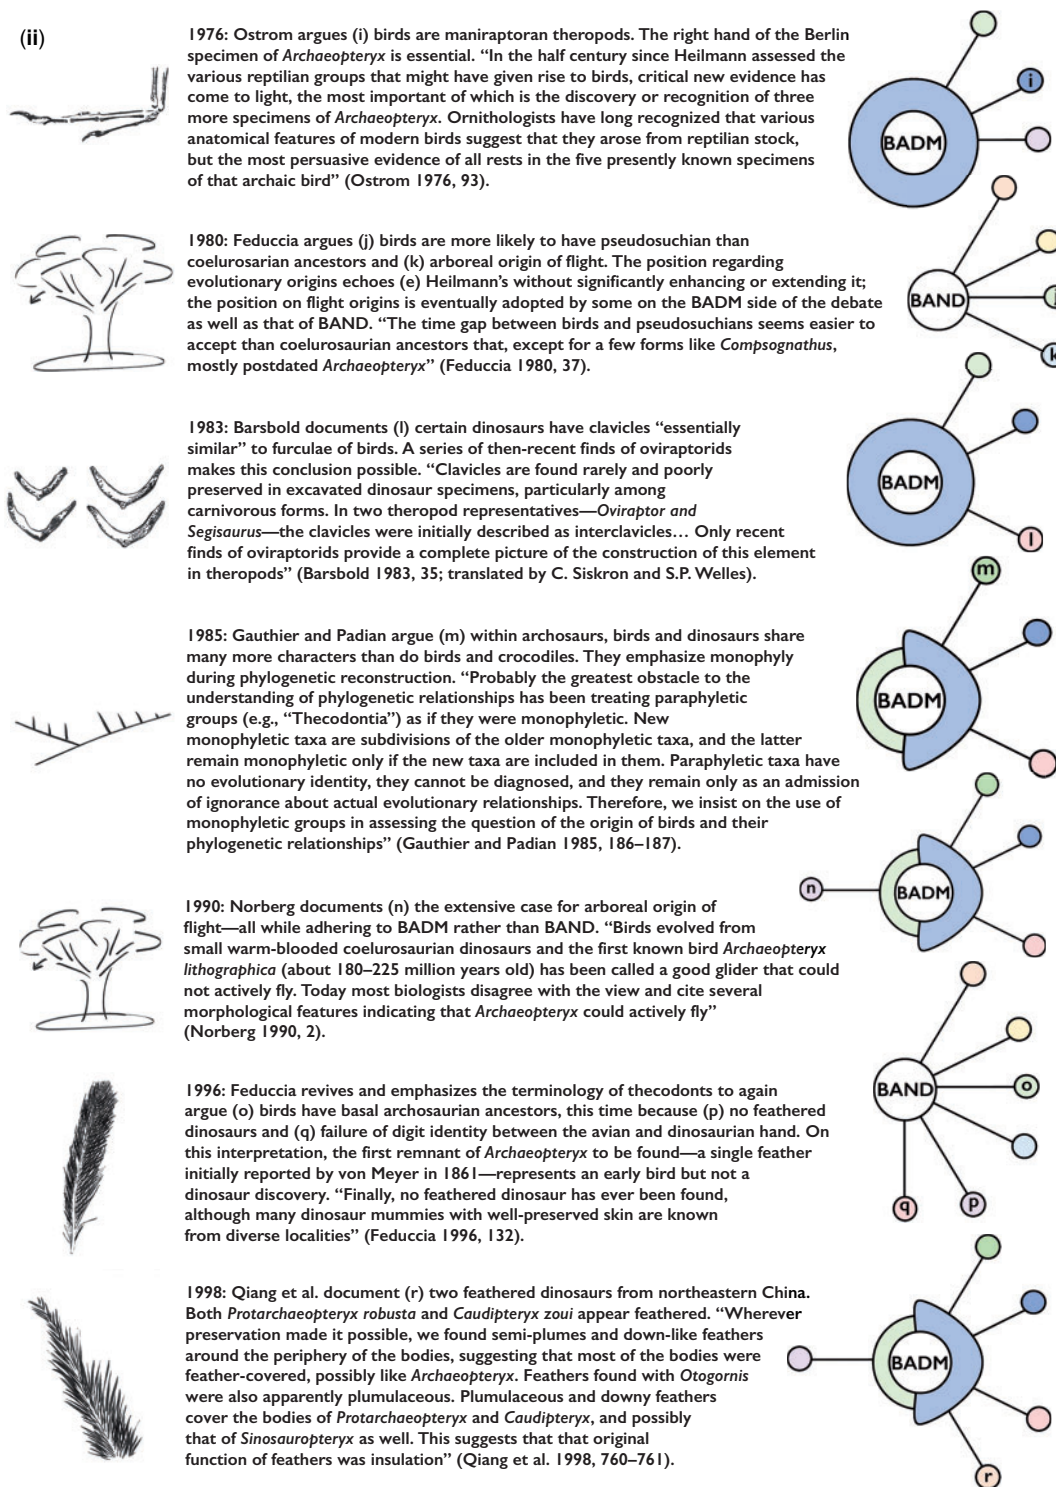 (ii)
1976: Ostrom argues (i) birds are maniraptoran theropods. The right hand of the Berlin
specimen of Archaeopteryx is essential. “In the half century since Heilmann assessed the
various reptilian groups that might have given rise to birds, critical new evidence has
come to light, the most important of which is the discovery or recognition of three
more specimens of Archaeopteryx. Ornithologists have long recognized that various
anatomical features of modern birds suggest that they arose from reptilian stock,
but the most persuasive evidence of all rests in the five presently known specimens
of that archaic bird” (Ostrom 1976, 93).
i
BADM
1980: Feduccia argues (j) birds are more likely to have pseudosuchian than
coelurosarian ancestors and (k) arboreal origin of flight. The position regarding
evolutionary origins echoes (e) Heilmann’s without significantly enhancing or extending it;
the position on flight origins is eventually adopted by some on the BADM side of the debate
as well as that of BAND. “The time gap between birds and pseudosuchians seems easier to
accept than coelurosaurian ancestors that, except for a few forms like Compsognathus,
mostly postdated Archaeopteryx” (Feduccia 1980, 37).
BAND
j
k
1983: Barsbold documents (l) certain dinosaurs have clavicles “essentially
similar” to furculae of birds. A series of then-recent finds of oviraptorids
makes this conclusion possible. “Clavicles are found rarely and poorly
preserved in excavated dinosaur specimens, particularly among
carnivorous forms. In two theropod representatives—Oviraptor and
Segisaurus—the clavicles were initially described as interclavicles… Only recent
finds of oviraptorids provide a complete picture of the construction of this element
in theropods” (Barsbold 1983, 35; translated by C. Siskron and S.P. Welles).
BADM
l
1985: Gauthier and Padian argue (m) within archosaurs, birds and dinosaurs share
many more characters than do birds and crocodiles. They emphasize monophyly
during phylogenetic reconstruction. “Probably the greatest obstacle to the
understanding of phylogenetic relationships has been treating paraphyletic
groups (e.g., “Thecodontia”) as if they were monophyletic. New
monophyletic taxa are subdivisions of the older monophyletic taxa, and the latter
remain monophyletic only if the new taxa are included in them. Paraphyletic taxa have
no evolutionary identity, they cannot be diagnosed, and they remain only as an admission
of ignorance about actual evolutionary relationships. Therefore, we insist on the use of
monophyletic groups in assessing the question of the origin of birds and their
phylogenetic relationships” (Gauthier and Padian 1985, 186–187).
m
BADM
1990: Norberg documents (n) the extensive case for arboreal origin of
flight—all while adhering to BADM rather than BAND. “Birds evolved from
small warm-blooded coelurosaurian dinosaurs and the first known bird Archaeopteryx
lithographica (about 180–225 million years old) has been called a good glider that could
not actively fly. Today most biologists disagree with the view and cite several
morphological features indicating that Archaeopteryx could actively fly”
(Norberg 1990, 2).
n
BADM
1996: Feduccia revives and emphasizes the terminology of thecodonts to again
argue (o) birds have basal archosaurian ancestors, this time because (p) no feathered
dinosaurs and (q) failure of digit identity between the avian and dinosaurian hand. On
this interpretation, the first remnant of Archaeopteryx to be found—a single feather
initially reported by von Meyer in 1861—represents an early bird but not a
dinosaur discovery. “Finally, no feathered dinosaur has ever been found,
although many dinosaur mummies with well-preserved skin are known
from diverse localities” (Feduccia 1996, 132).
BAND
o
q
p
1998: Qiang et al. document (r) two feathered dinosaurs from northeastern China.
Both Protarchaeopteryx robusta and Caudipteryx zoui appear feathered. “Wherever
preservation made it possible, we found semi-plumes and down-like feathers
around the periphery of the bodies, suggesting that most of the bodies were
feather-covered, possibly like Archaeopteryx. Feathers found with Otogornis
were also apparently plumulaceous. Plumulaceous and downy feathers
cover the bodies of Protarchaeopteryx and Caudipteryx, and possibly
that of Sinosauropteryx as well. This suggests that that original
function of feathers was insulation” (Qiang et al. 1998, 760–761).
BADM
r